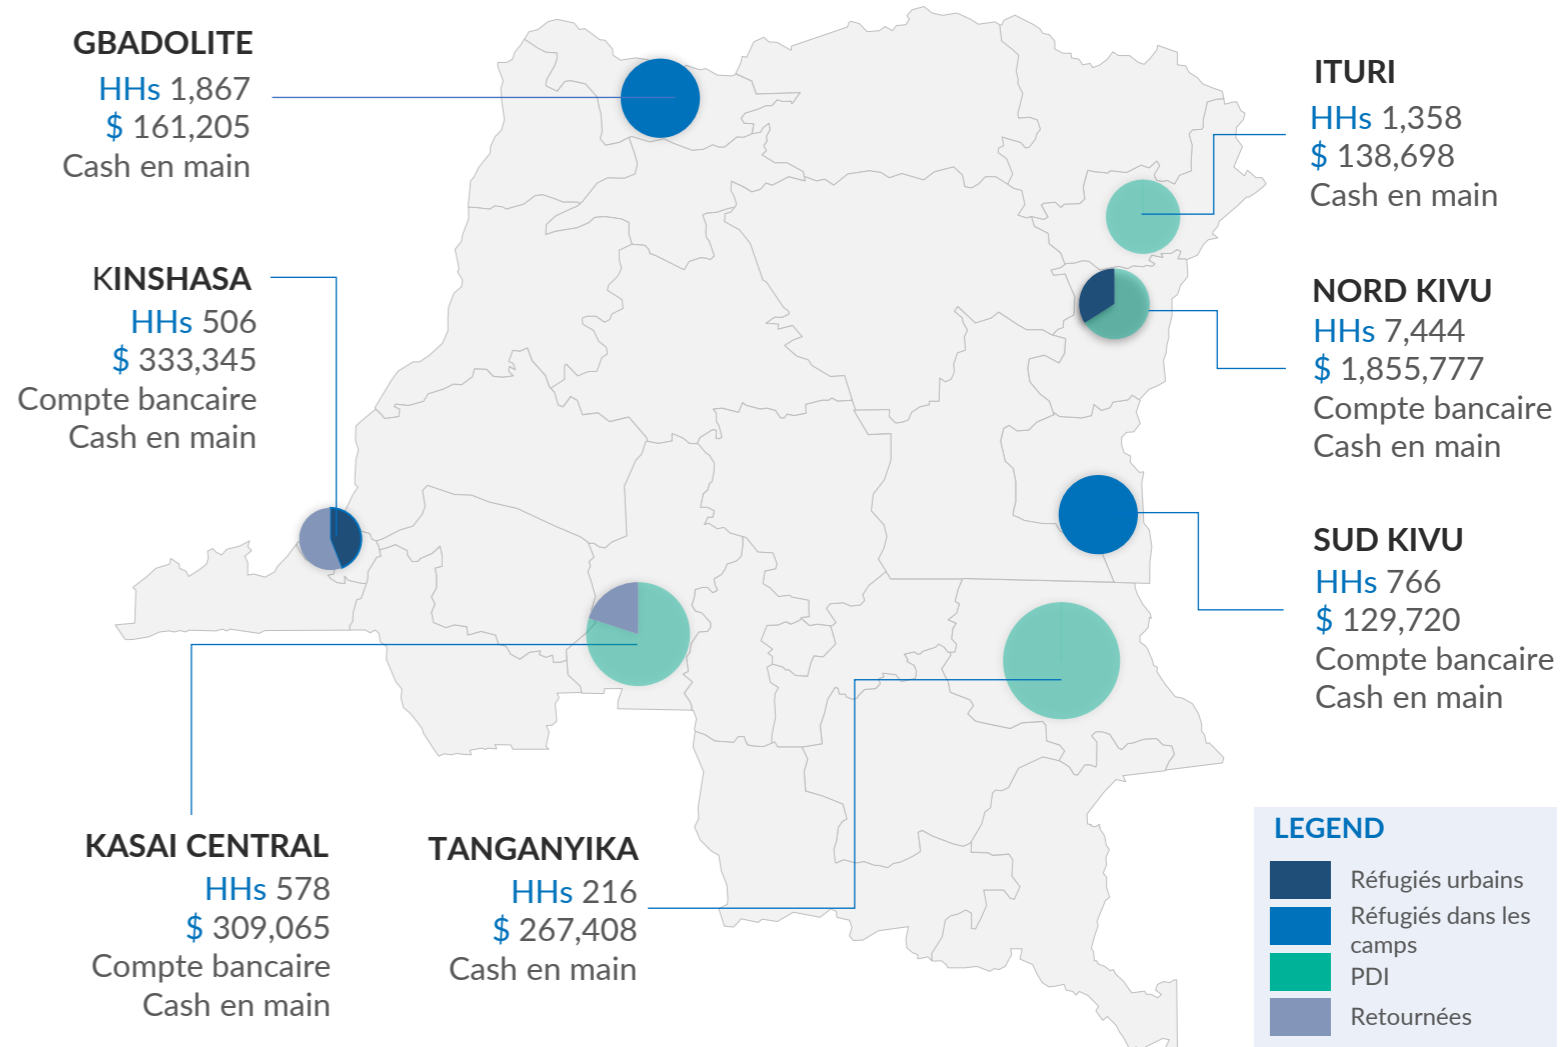 GBADOLITE
HHs 1,867
$ 161,205
Cash en main
KINSHASA
HHs 506
$ 333,345
Compte bancaire
Cash en main
KASAI CENTRAL
HHs 578
$ 309,065
Compte bancaire
Cash en main
TANGANYIKA
HHs 216
$ 267,408
Cash en main
ITURI
HHs 1,358
$ 138,698
Cash en main
NORD KIVU
HHs 7,444
$ 1,855,777
Compte bancaire
Cash en main
SUD KIVU
HHs 766
$ 129,720
Compte bancaire
Cash en main
LEGEND
Réfugiés urbains
Réfugiés dans les
camps
PDI
Retournées